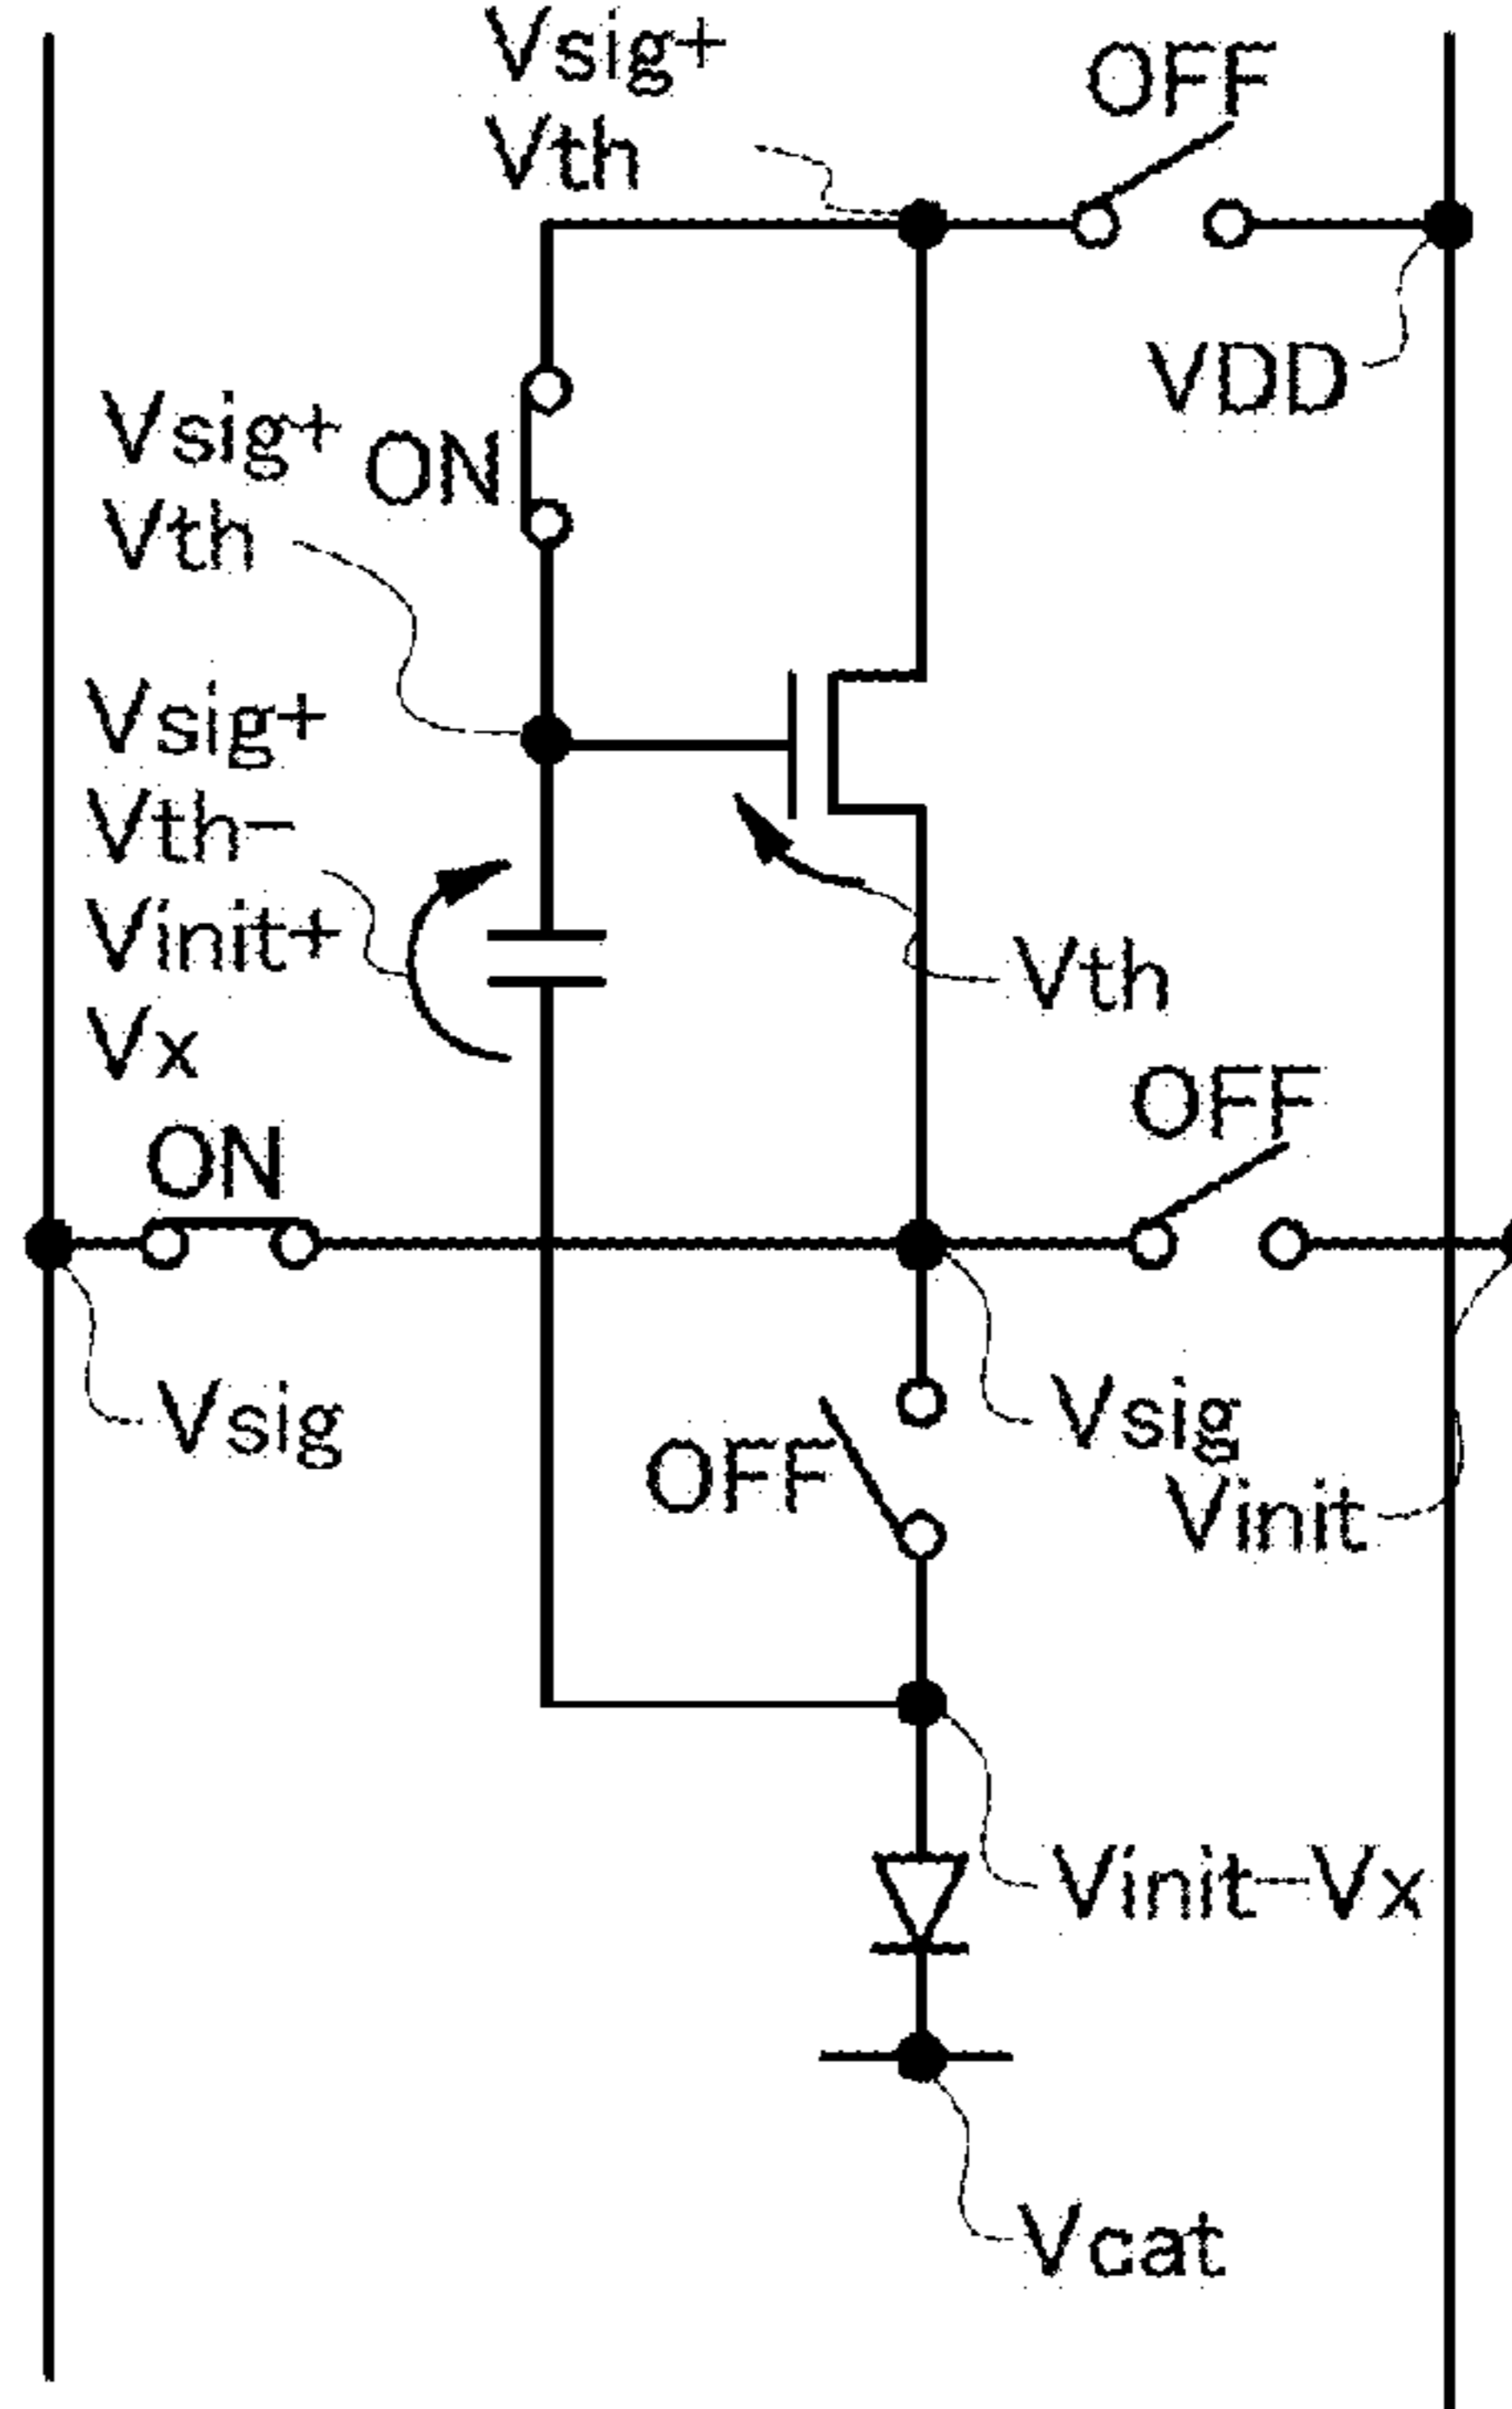 Vsig+
Vth
OFF
VDD
Vsig+
Vth
ON
Vsig+
Vth−
Vinit+
Vx
Vth
ON
OFF
Vsig
Vsig
OFF
Vinit
Vinit−Vx
Vcat